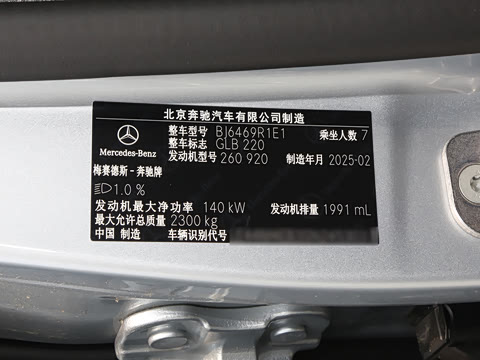 北京奔驰汽车有限公司制造
整车型号 BJ6469R1E1 乘坐人数 7
整车标志 GLB 220
Mercedes-Benz 发动机型号 260 920 制造年月 2025-02
梅赛德斯-奔驰牌
1.0 %
发动机最大净功率 140 kW 发动机排量 1991 mL
最大允许总质量 2300 kg
中国 制造 车辆识别代号